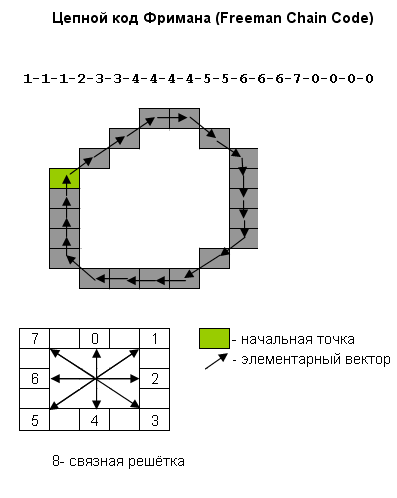 Цепной код Фримана (Freeman Chain Code)
1-1-1-2-3-3-4-4-4-4-5-5-6-6-6-7-0-0-0-0
7 0 1
- начальная точка
- элементарный вектор
6 2
5 4 3
8- связная решётка